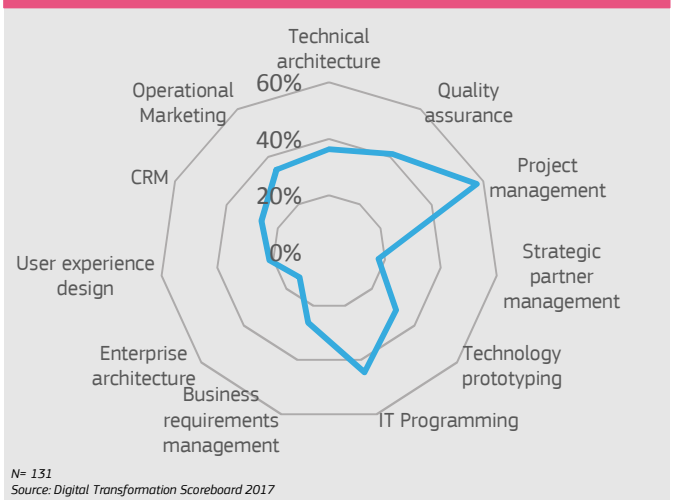 Technical
architecture
60%
Operational
Marketing
Quality
assurance
40%
CRM
Project
management
20%
0%
User experience
design
Strategic
partner
management
Enterprise
architecture
Technology
prototyping
Business
requirements
management
IT Programming
N= 131
Source: Digital Transformation Scoreboard 2017